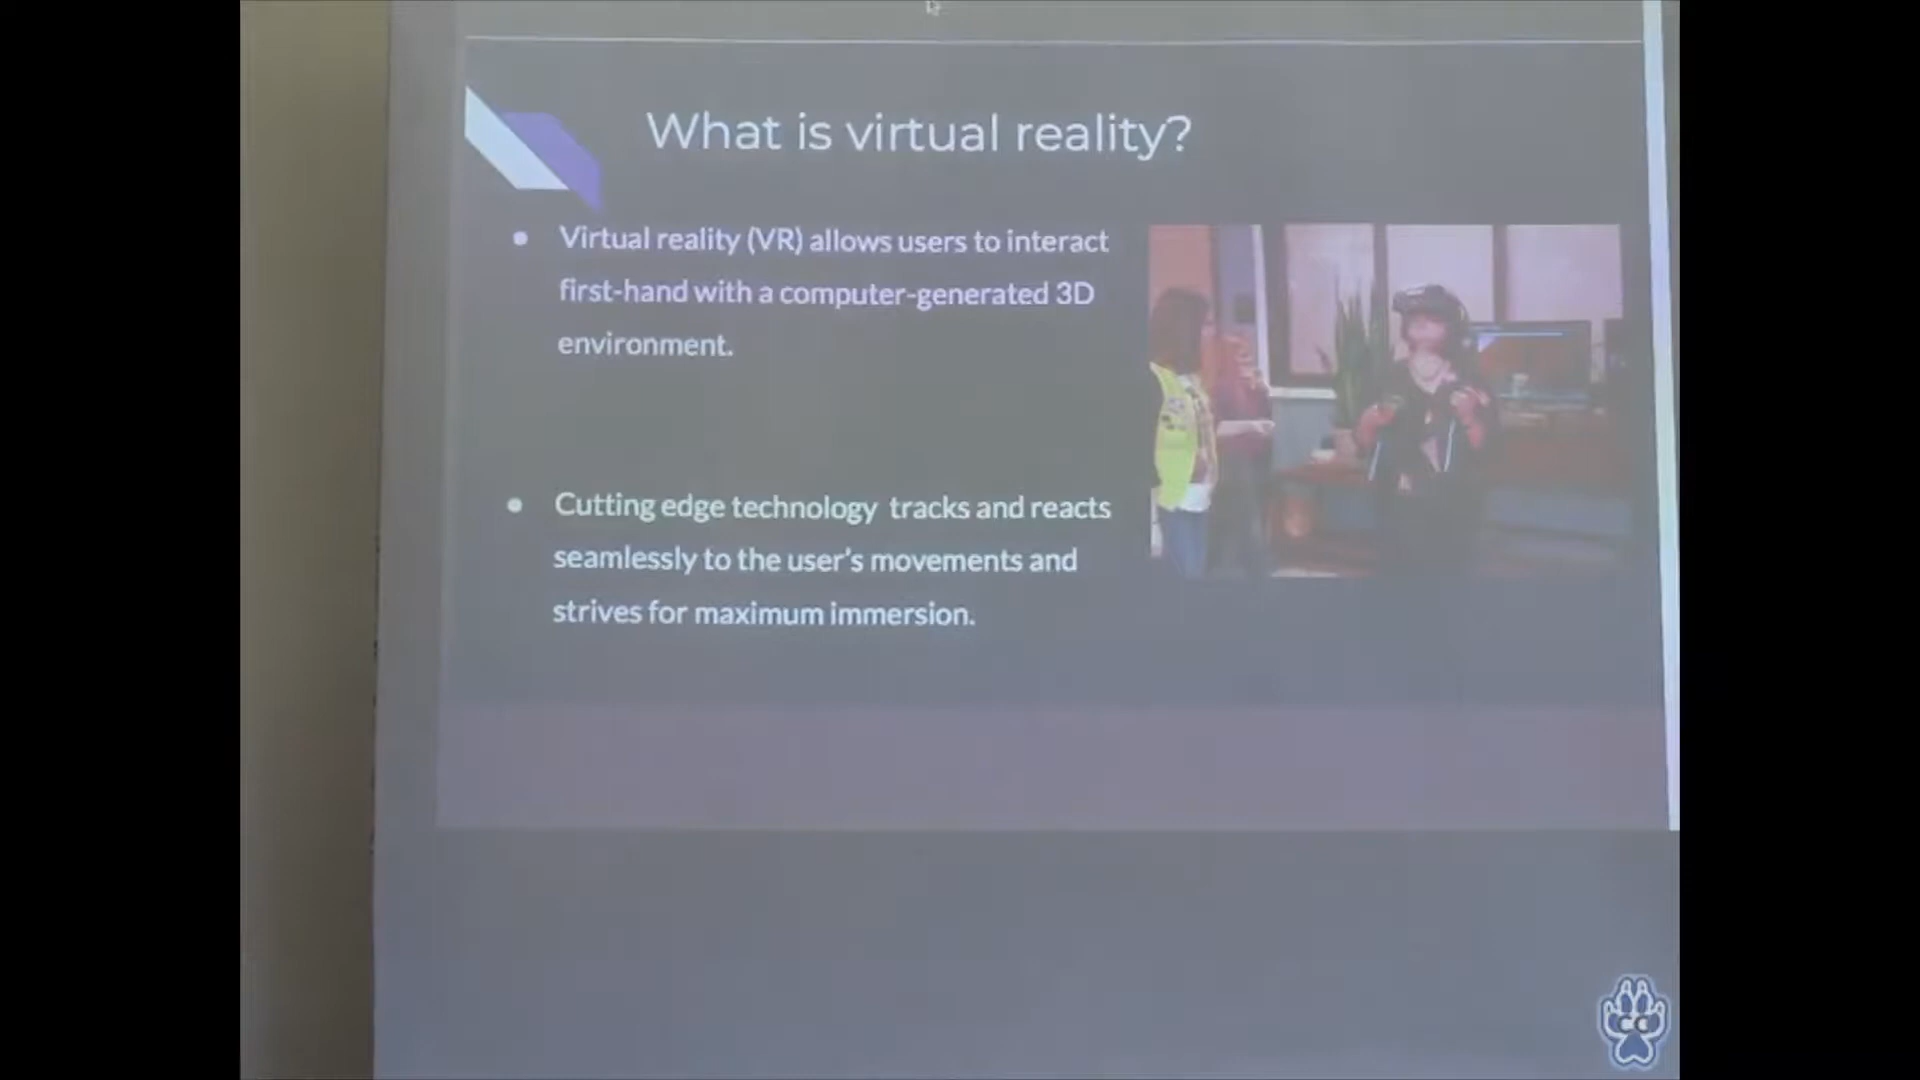 What is virtual reality?
Virtual reality (VR) allows users to interact
first-hand with a computer-generated 3D
environment.
Cutting edge technology tracks and reacts
seamlessly to the user's movements and
strives for maximum immersion.
CC